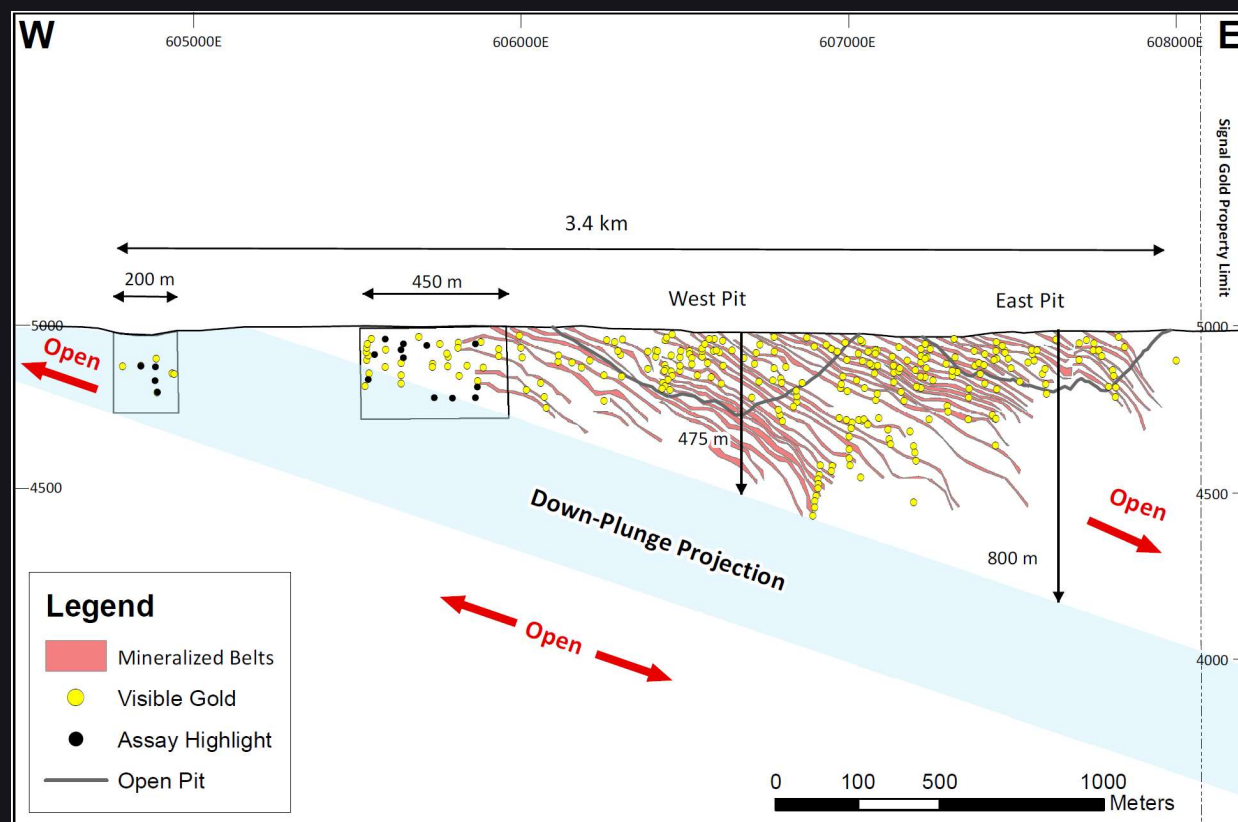 W
605000E
606000E
607000E
608000E
E
Signal Gold Property Limit
3.4 km
200 m
450 m
West Pit
East Pit
5000
5000
Open
475 m
4500
4500
Open
Down-Plunge Projection
800 m
Open
4000
Legend
Mineralized Belts
Visible Gold
Assay Highlight
Open Pit
0 100 500 1000
Meters